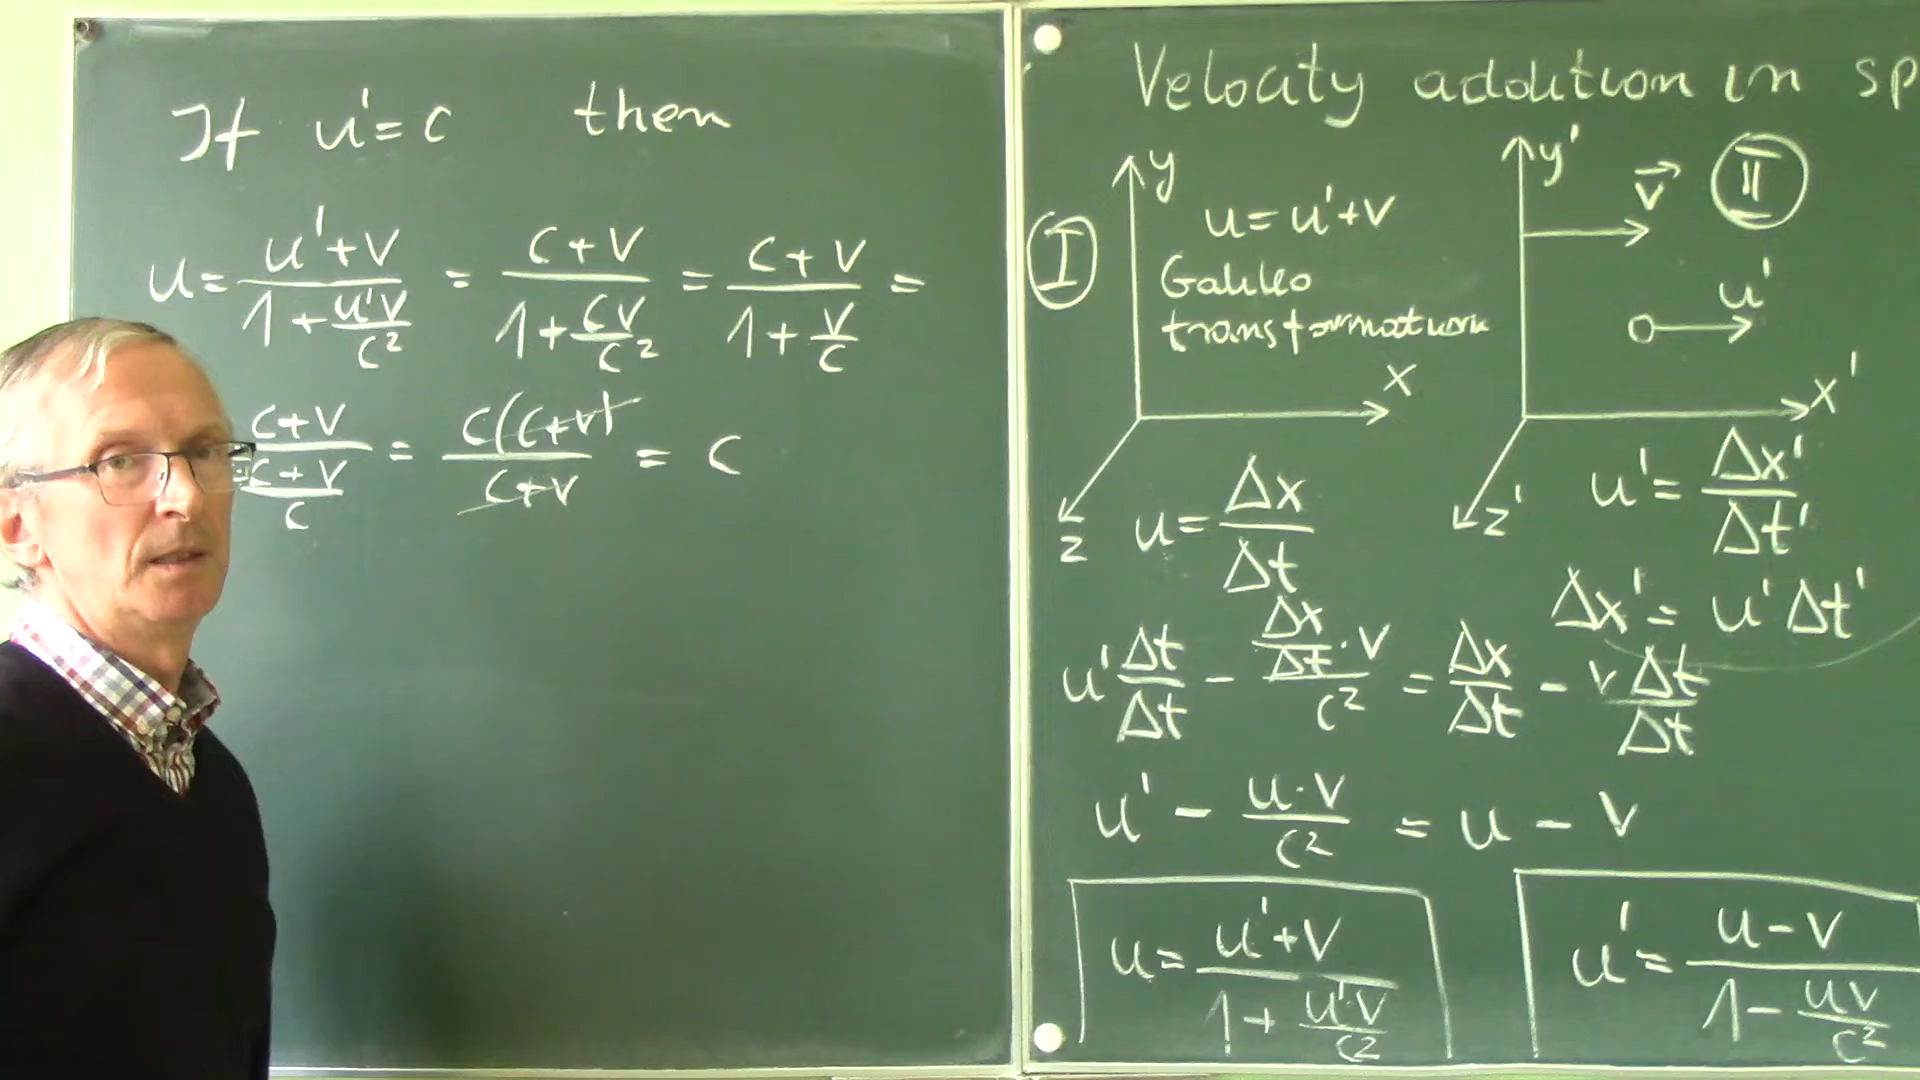 If u'=c then
u= u'+v / 1+ u'v/c² = c+v / 1+ cv/c² = c+v / 1+ v/c =
c+v / c+v/c = c(c+v) / c+v = c
Velocity addition in sp
I
y
u=u'+v
Galileo
transformation
x
z
y'
v⃗
II
u'
x'
z'
u= Δx/Δt
u'= Δx'/Δt'
Δx'= u'Δt'
u' Δt/Δt - Δx/Δt · v / c² = Δx/Δt - vΔt/Δt
u' - u·v/c² = u - v
u= u'+v / 1+ u'·v/c²
u'= u-v / 1- uv/c²